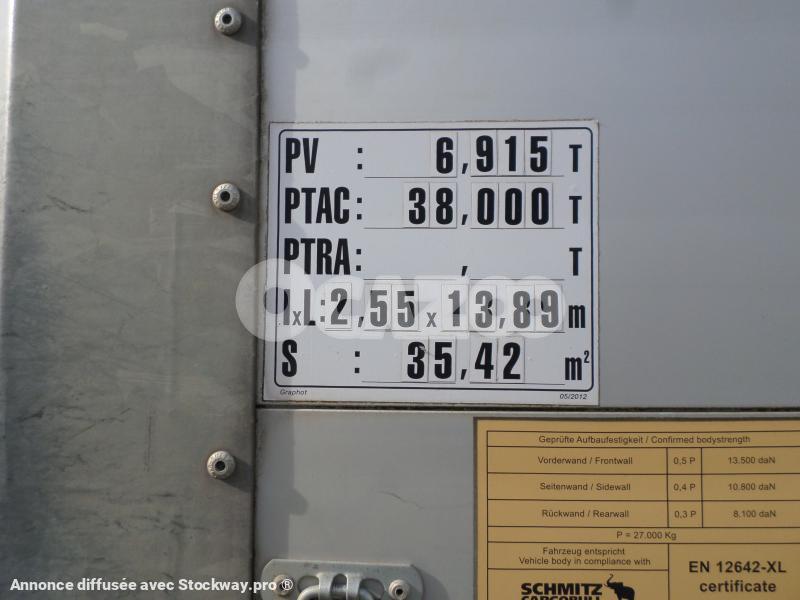 PV : 6,915 T
PTAC: 38,000 T
PTRA: , T
lxL: 2,55 x 13,89 m
S : 35,42 m²
Graphot 05/2012
OCAZOO
Geprüfte Aufbaufestigkeit / Confirmed bodystrength
Vorderwand / Frontwall 0,5 P 13.500 daN
Seitenwand / Sidewall 0,4 P 10.800 daN
Rückwand / Rearwall 0,3 P 8.100 daN
P = 27.000 Kg
Fahrzeug entspricht
Vehicle body in compliance with
EN 12642-XL
certificate
SCHMITZ
CARGOBULL
Annonce diffusée avec Stockway.pro®